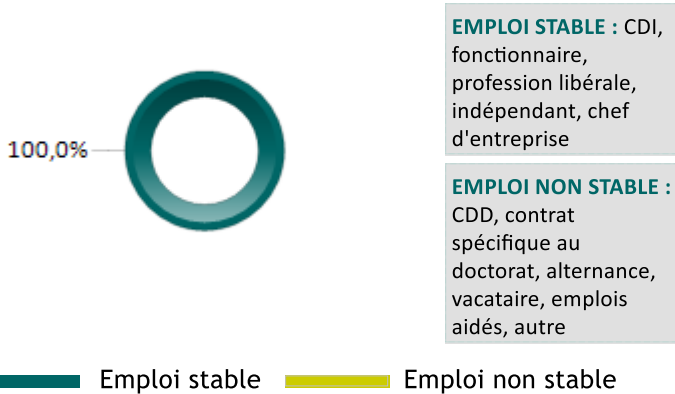 100,0%
EMPLOI STABLE : CDI,
fonctionnaire,
profession libérale,
indépendant, chef
d'entreprise
EMPLOI NON STABLE :
CDD, contrat
spécifique au
doctorat, alternance,
vacataire, emplois
aidés, autre
Emploi stable
Emploi non stable